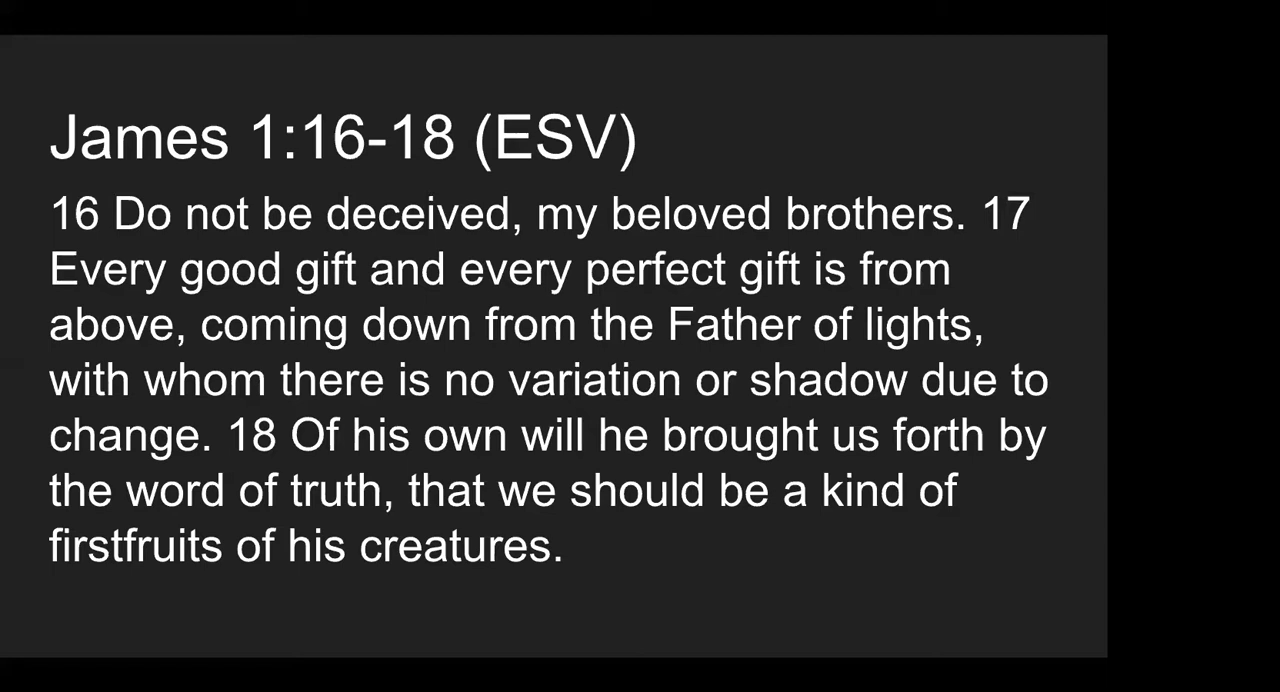 James 1:16-18 (ESV)
16 Do not be deceived, my beloved brothers. 17
Every good gift and every perfect gift is from
above, coming down from the Father of lights,
with whom there is no variation or shadow due to
change. 18 Of his own will he brought us forth by
the word of truth, that we should be a kind of
firstfruits of his creatures.